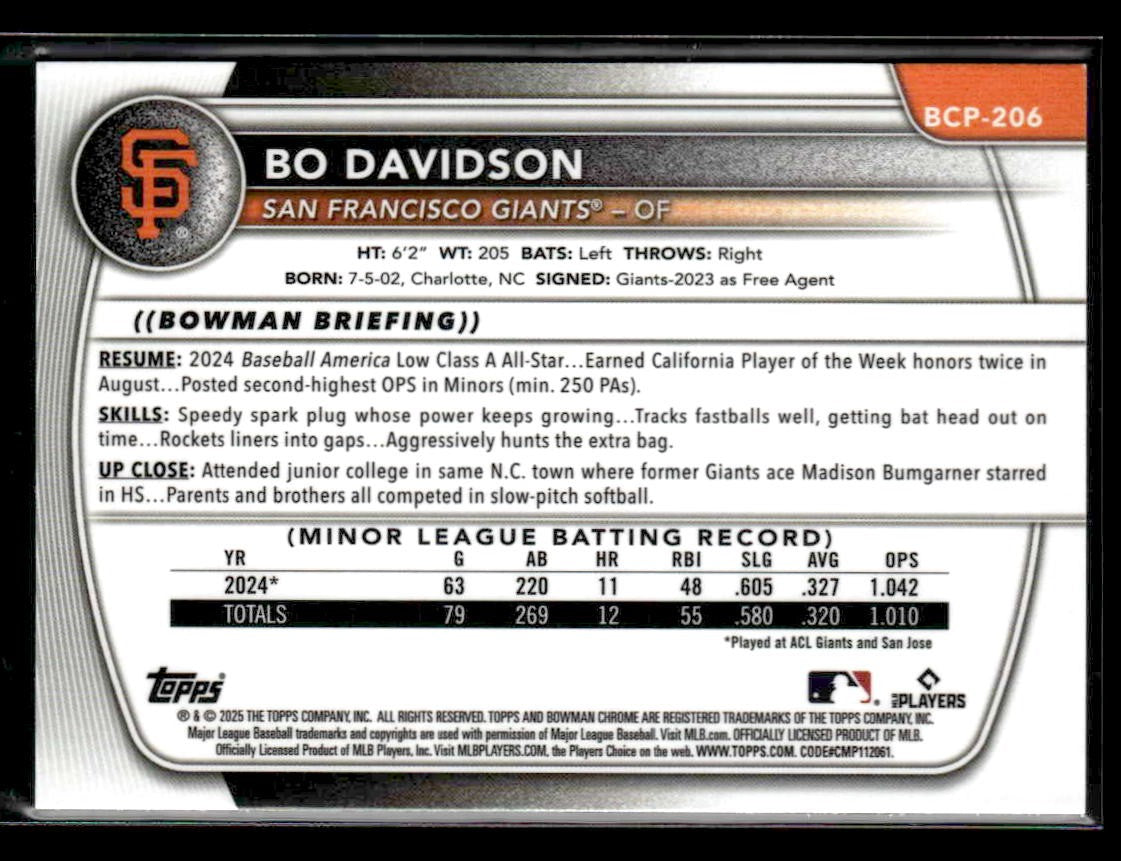 BCP-206
SF®
BO DAVIDSON
SAN FRANCISCO GIANTS® – OF
HT: 6'2" WT: 205 BATS: Left THROWS: Right
BORN: 7-5-02, Charlotte, NC SIGNED: Giants-2023 as Free Agent
((BOWMAN BRIEFING))
RESUME: 2024 Baseball America Low Class A All-Star...Earned California Player of the Week honors twice in
August...Posted second-highest OPS in Minors (min. 250 PAs).
SKILLS: Speedy spark plug whose power keeps growing...Tracks fastballs well, getting bat head out on
time...Rockets liners into gaps...Aggressively hunts the extra bag.
UP CLOSE: Attended junior college in same N.C. town where former Giants ace Madison Bumgarner starred
in HS...Parents and brothers all competed in slow-pitch softball.
(MINOR LEAGUE BATTING RECORD)
YR G AB HR RBI SLG AVG OPS
2024* 63 220 11 48 .605 .327 1.042
TOTALS 79 269 12 55 .580 .320 1.010
*Played at ACL Giants and San Jose
Topps®
MLB PLAYERS
® & © 2025 THE TOPPS COMPANY, INC. ALL RIGHTS RESERVED. TOPPS AND BOWMAN CHROME ARE REGISTERED TRADEMARKS OF THE TOPPS COMPANY, INC.
Major League Baseball trademarks and copyrights are used with permission of Major League Baseball. Visit MLB.com. OFFICIALLY LICENSED PRODUCT OF MLB.
Officially Licensed Product of MLB Players, Inc. Visit MLBPLAYERS.COM, the Players Choice on the web. WWW.TOPPS.COM. CODE#CMP112061.